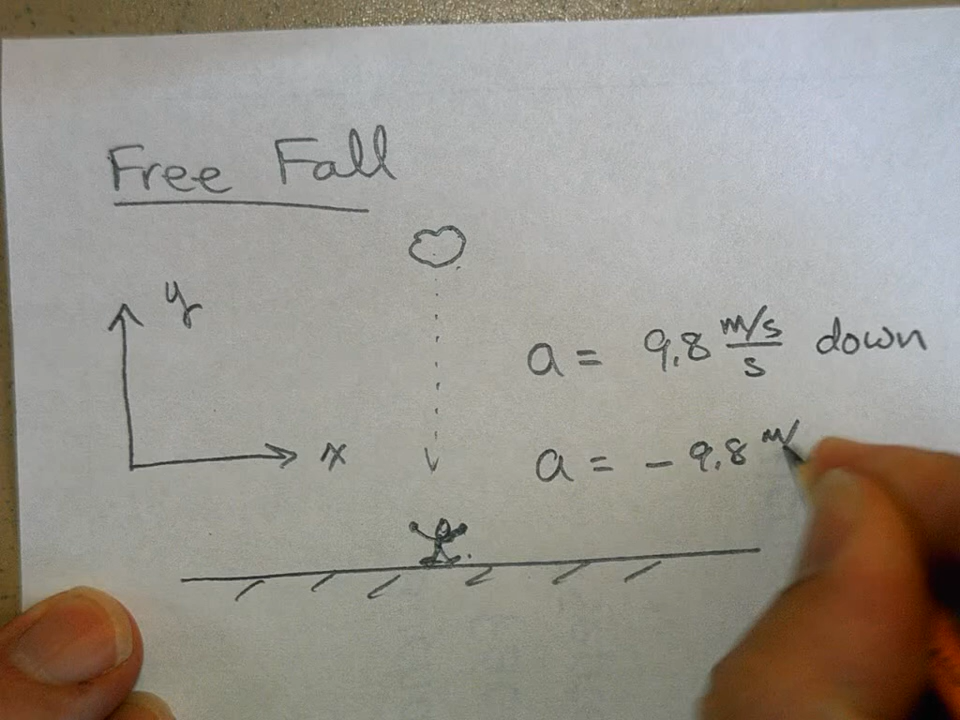 Free Fall
y
x
a = 9.8 m/s/s down
a = - 9.8 m/